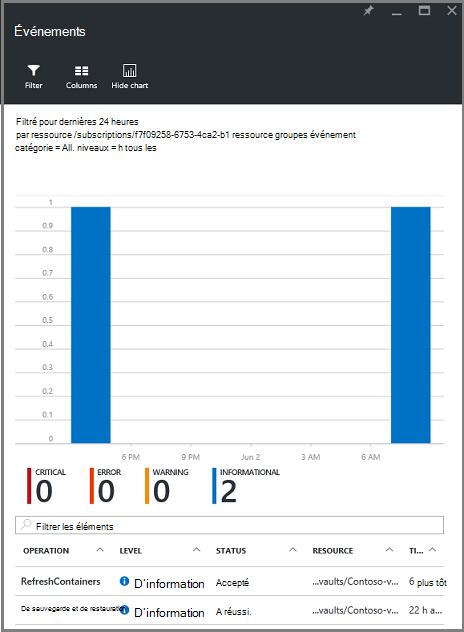 Événements
Filter Columns Hide chart
Filtré pour dernières 24 heures
par ressource /subscriptions/f7f09258-6753-4ca2-b1 ressource groupes événement
catégorie = All. niveaux = h tous les
1
0.9
0.8
0.7
0.6
0.5
0.4
0.3
0.2
0.1
0
6 PM 9 PM Jun 2 3 AM 6 AM
CRITICAL ERROR WARNING INFORMATIONAL
0 0 0 2
Filtrer les éléments
OPERATION LEVEL STATUS RESOURCE TI...
RefreshContainers D'information Accepté ...vaults/Contoso-v... 6 plus tôt
De sauvegarde et de restauration D'information A réussi. ...vaults/Contoso-v... 22 h a...